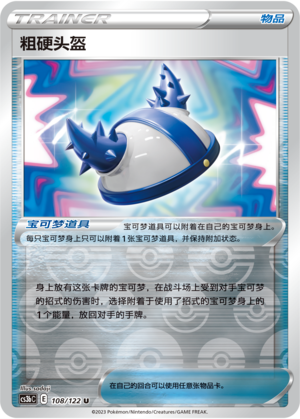 TRAINER 物品
粗硬头盔
宝可梦道具 宝可梦道具可以附着在自己的宝可梦身上。
每只宝可梦身上只可以附着1张宝可梦道具，并保持附加状态。
身上放有这张卡牌的宝可梦，在战斗场上受到对手宝可梦
的招式的伤害时，选择附着于使用了招式的宝可梦身上的
1个能量，放回对手的手牌。
在自己的回合可以使用任意张物品卡。
CS3bC E 108/122 U
©2023 Pokémon/Nintendo/Creatures/GAME FREAK.